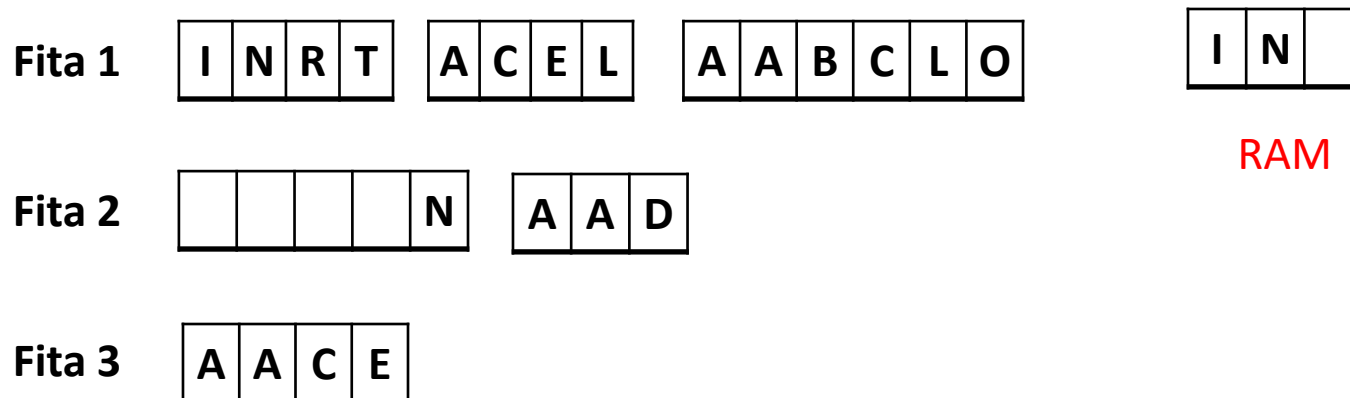 Fita 1 I N R T A C E L A A B C L O I N
RAM
Fita 2 N A A D
Fita 3 A A C E